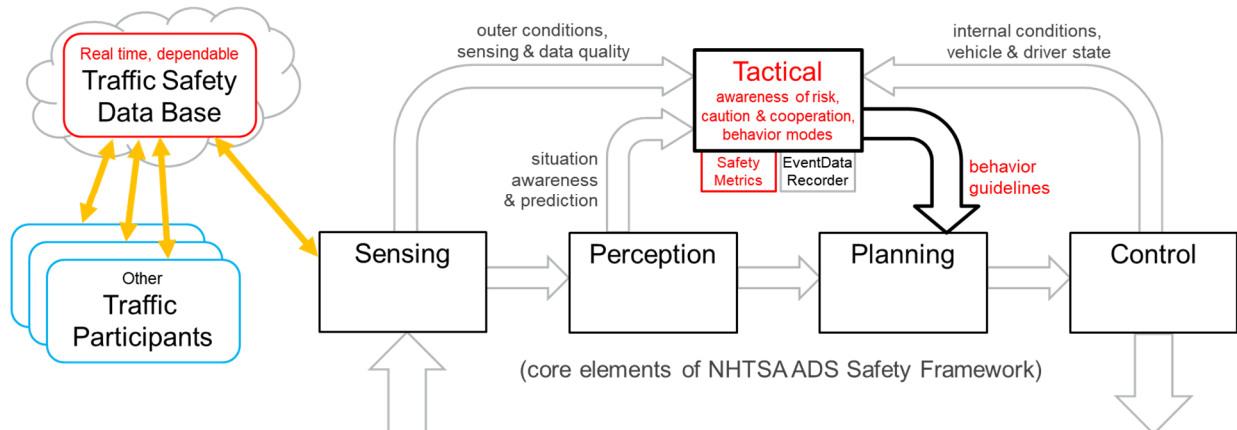 Real time, dependable
Traffic Safety
Data Base
Other
Traffic
Participants
outer conditions,
sensing & data quality
situation
awareness
& prediction
Tactical
awareness of risk,
caution & cooperation,
behavior modes
Safety
Metrics
EventData
Recorder
internal conditions,
vehicle & driver state
behavior
guidelines
Sensing
Perception
Planning
Control
(core elements of NHTSA ADS Safety Framework)